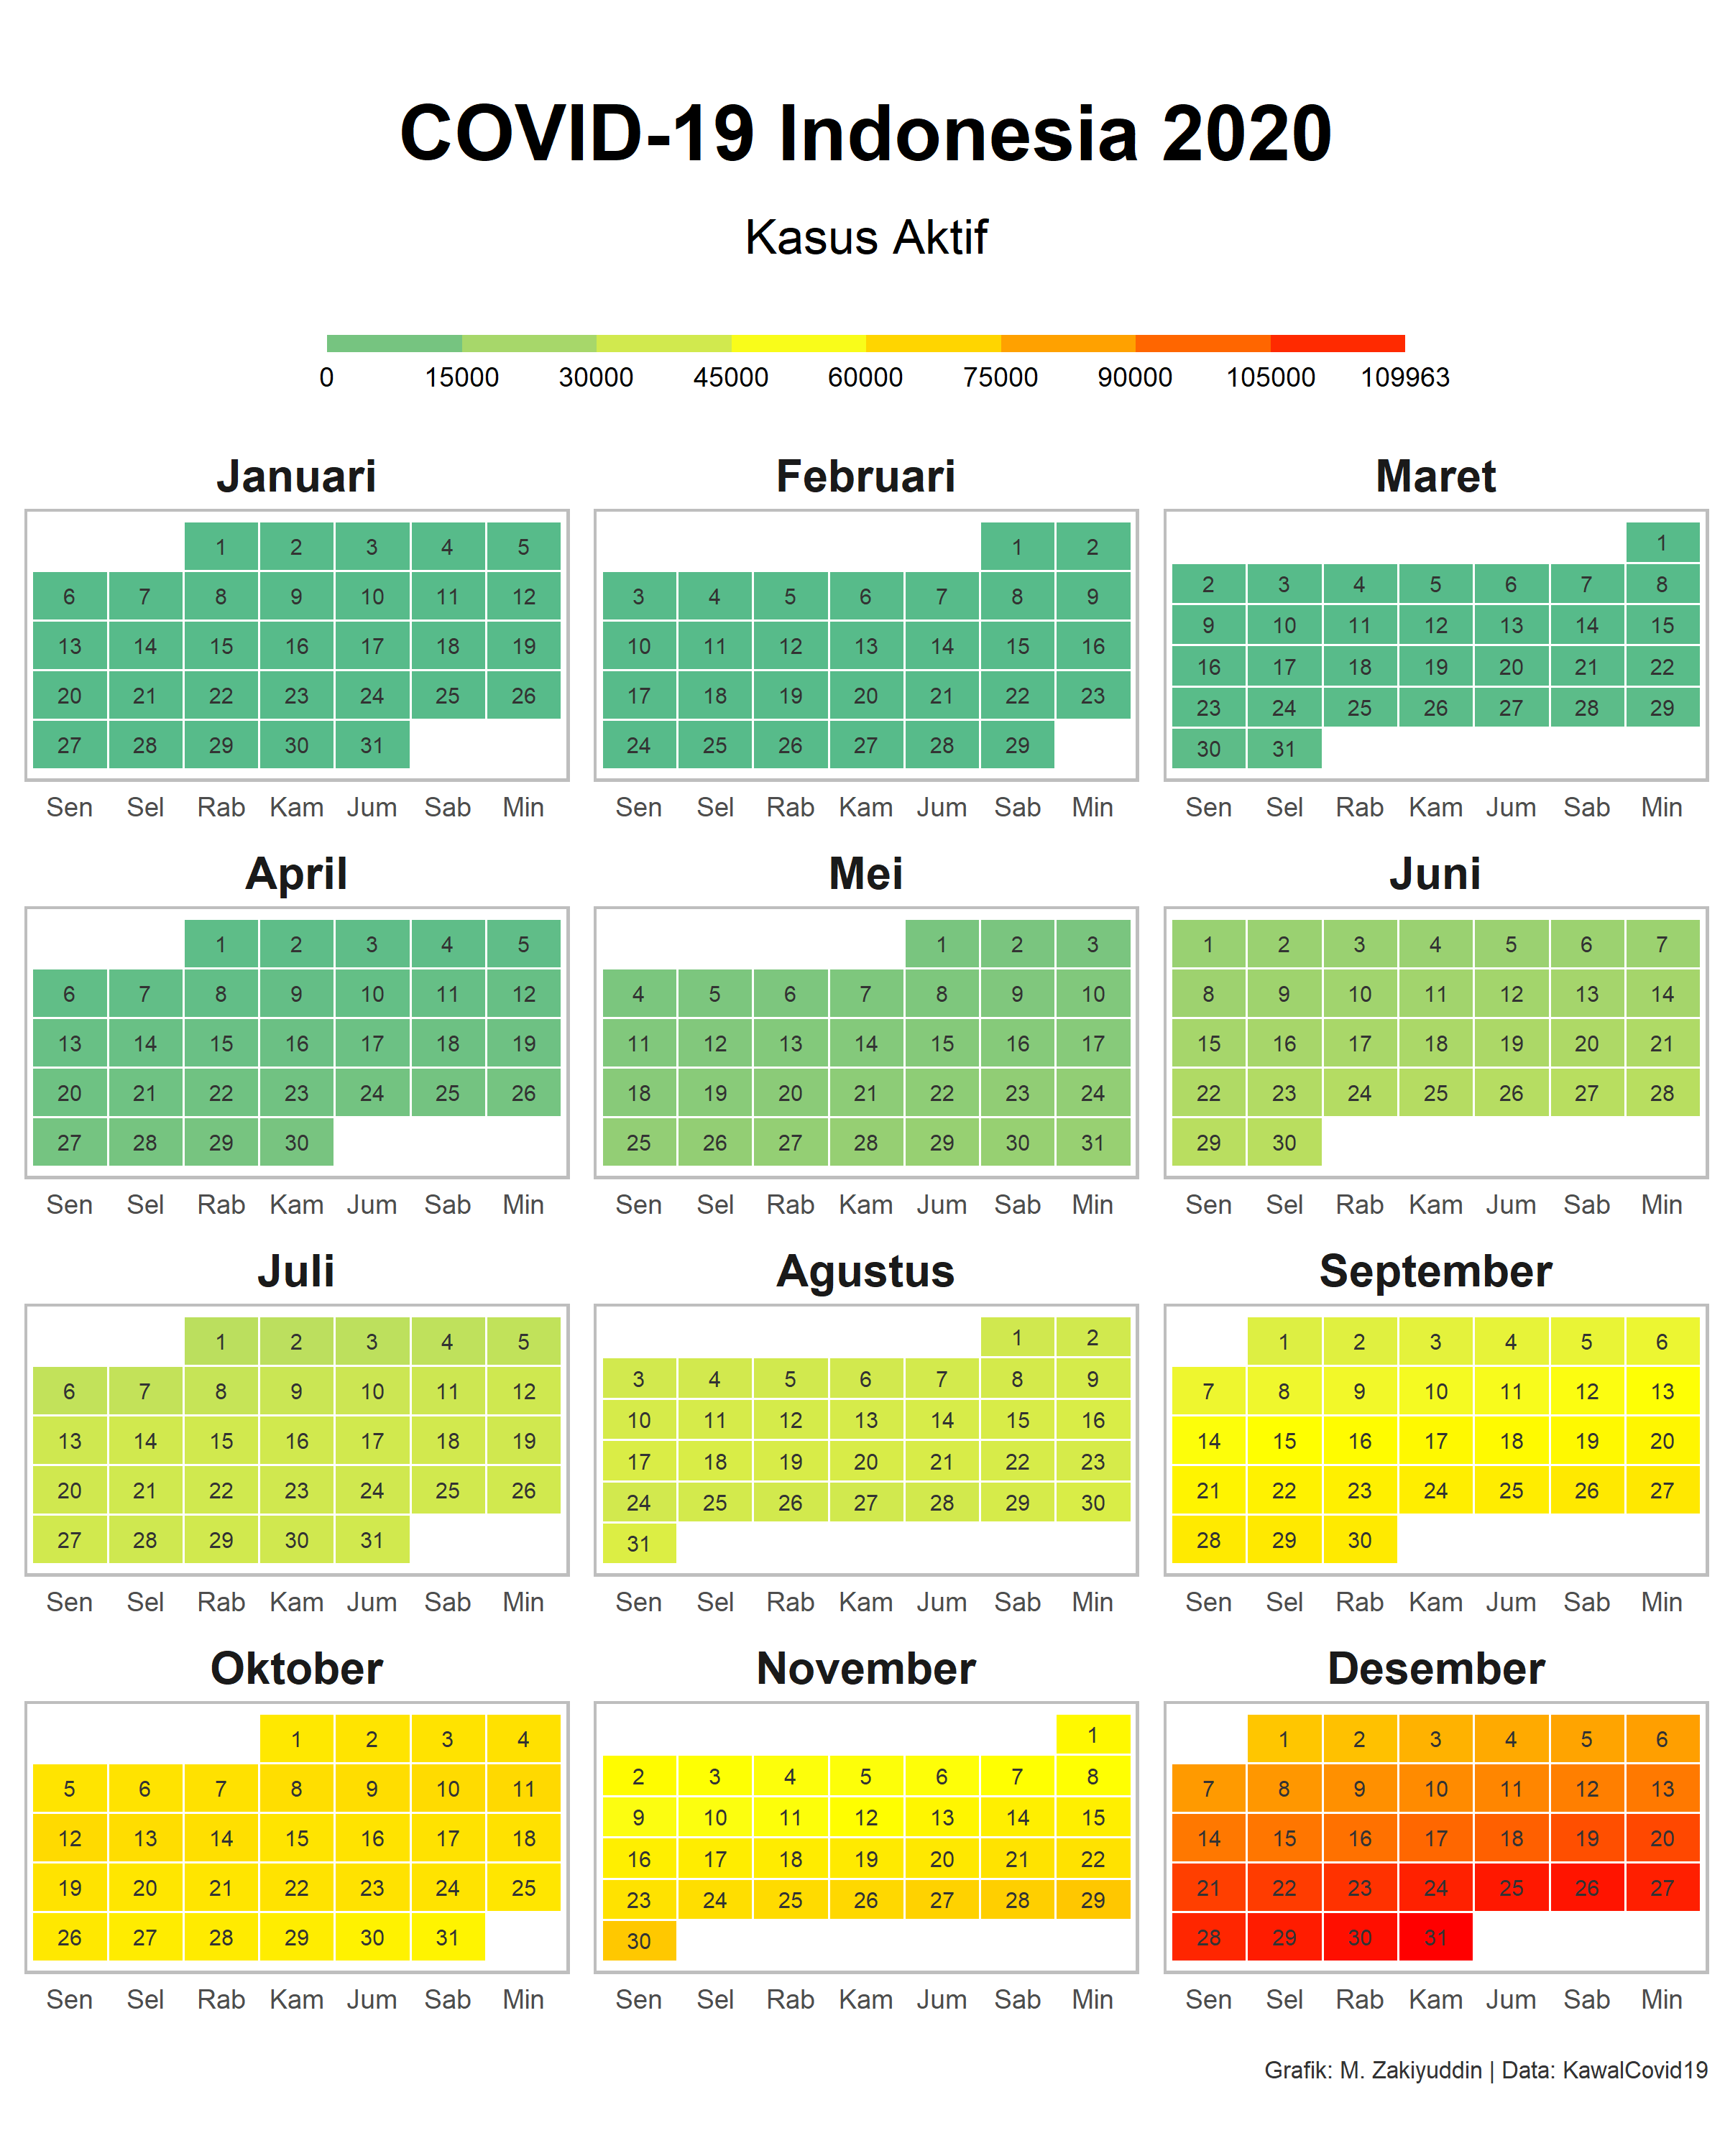 COVID-19 Indonesia 2020
Kasus Aktif
0 15000 30000 45000 60000 75000 90000 105000 109963
Januari
1 2 3 4 5
6 7 8 9 10 11 12
13 14 15 16 17 18 19
20 21 22 23 24 25 26
27 28 29 30 31
Sen Sel Rab Kam Jum Sab Min
Februari
1 2
3 4 5 6 7 8 9
10 11 12 13 14 15 16
17 18 19 20 21 22 23
24 25 26 27 28 29
Sen Sel Rab Kam Jum Sab Min
Maret
1
2 3 4 5 6 7 8
9 10 11 12 13 14 15
16 17 18 19 20 21 22
23 24 25 26 27 28 29
30 31
Sen Sel Rab Kam Jum Sab Min
April
1 2 3 4 5
6 7 8 9 10 11 12
13 14 15 16 17 18 19
20 21 22 23 24 25 26
27 28 29 30
Sen Sel Rab Kam Jum Sab Min
Mei
1 2 3
4 5 6 7 8 9 10
11 12 13 14 15 16 17
18 19 20 21 22 23 24
25 26 27 28 29 30 31
Sen Sel Rab Kam Jum Sab Min
Juni
1 2 3 4 5 6 7
8 9 10 11 12 13 14
15 16 17 18 19 20 21
22 23 24 25 26 27 28
29 30
Sen Sel Rab Kam Jum Sab Min
Juli
1 2 3 4 5
6 7 8 9 10 11 12
13 14 15 16 17 18 19
20 21 22 23 24 25 26
27 28 29 30 31
Sen Sel Rab Kam Jum Sab Min
Agustus
1 2
3 4 5 6 7 8 9
10 11 12 13 14 15 16
17 18 19 20 21 22 23
24 25 26 27 28 29 30
31
Sen Sel Rab Kam Jum Sab Min
September
1 2 3 4 5 6
7 8 9 10 11 12 13
14 15 16 17 18 19 20
21 22 23 24 25 26 27
28 29 30
Sen Sel Rab Kam Jum Sab Min
Oktober
1 2 3 4
5 6 7 8 9 10 11
12 13 14 15 16 17 18
19 20 21 22 23 24 25
26 27 28 29 30 31
Sen Sel Rab Kam Jum Sab Min
November
1
2 3 4 5 6 7 8
9 10 11 12 13 14 15
16 17 18 19 20 21 22
23 24 25 26 27 28 29
30
Sen Sel Rab Kam Jum Sab Min
Desember
1 2 3 4 5 6
7 8 9 10 11 12 13
14 15 16 17 18 19 20
21 22 23 24 25 26 27
28 29 30 31
Sen Sel Rab Kam Jum Sab Min
Grafik: M. Zakiyuddin | Data: KawalCovid19